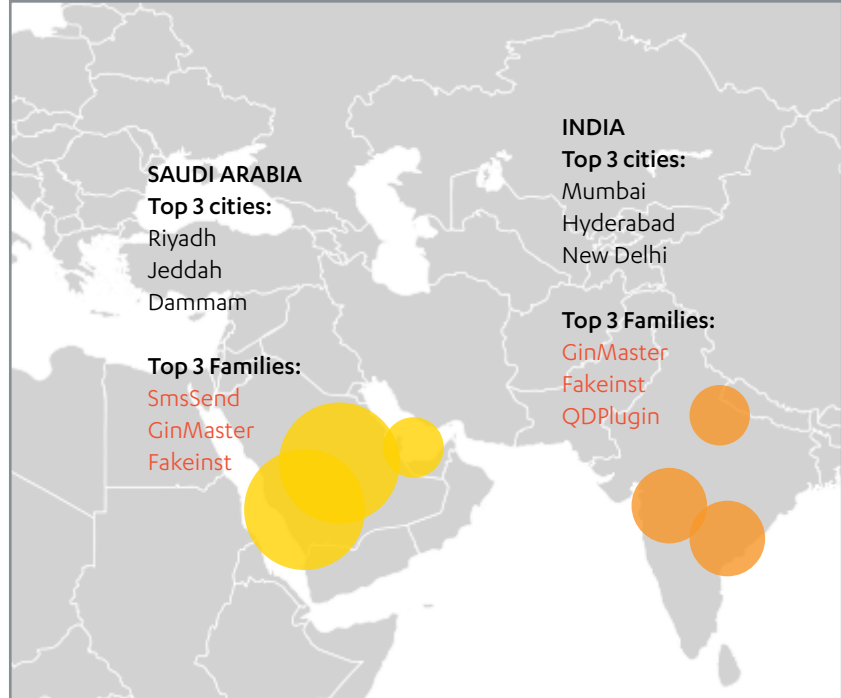 SAUDI ARABIA
Top 3 cities:
Riyadh
Jeddah
Dammam
Top 3 Families:
SmsSend
GinMaster
Fakeinst
INDIA
Top 3 cities:
Mumbai
Hyderabad
New Delhi
Top 3 Families:
GinMaster
Fakeinst
QDPlugin